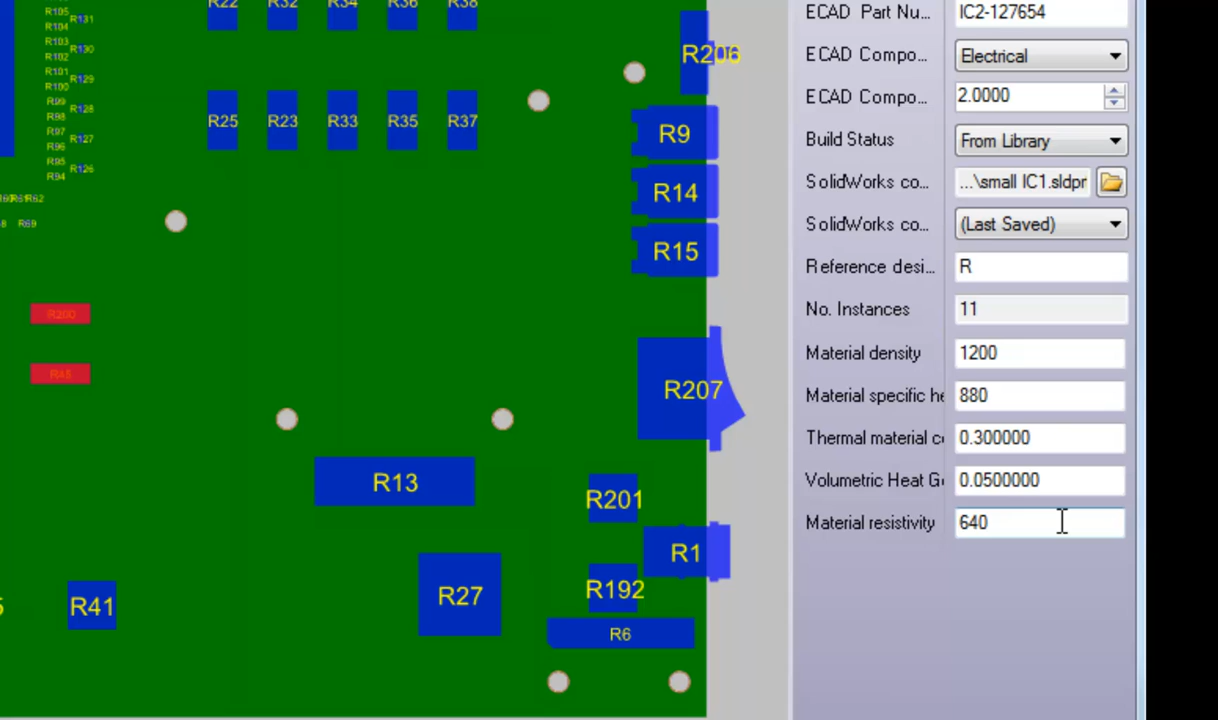 R22 R32 R34 R36 R38
R105
R131
R104
R103
R130
R102
R101
R129
R100
R99
R128
R98
R97
R127
R96
R95
R126
R94
R62
R69
R25 R23 R33 R35 R37
R206
R9
R14
R15
R200
R207
R13
R201
R1
R27
R192
R41
R6
ECAD Part Nu... IC2-127654
ECAD Compo... Electrical
ECAD Compo... 2.0000
Build Status From Library
SolidWorks co... ...\small IC1.sldpr
SolidWorks co... (Last Saved)
Reference desi... R
No. Instances 11
Material density 1200
Material specific he 880
Thermal material c 0.300000
Volumetric Heat G 0.0500000
Material resistivity 640